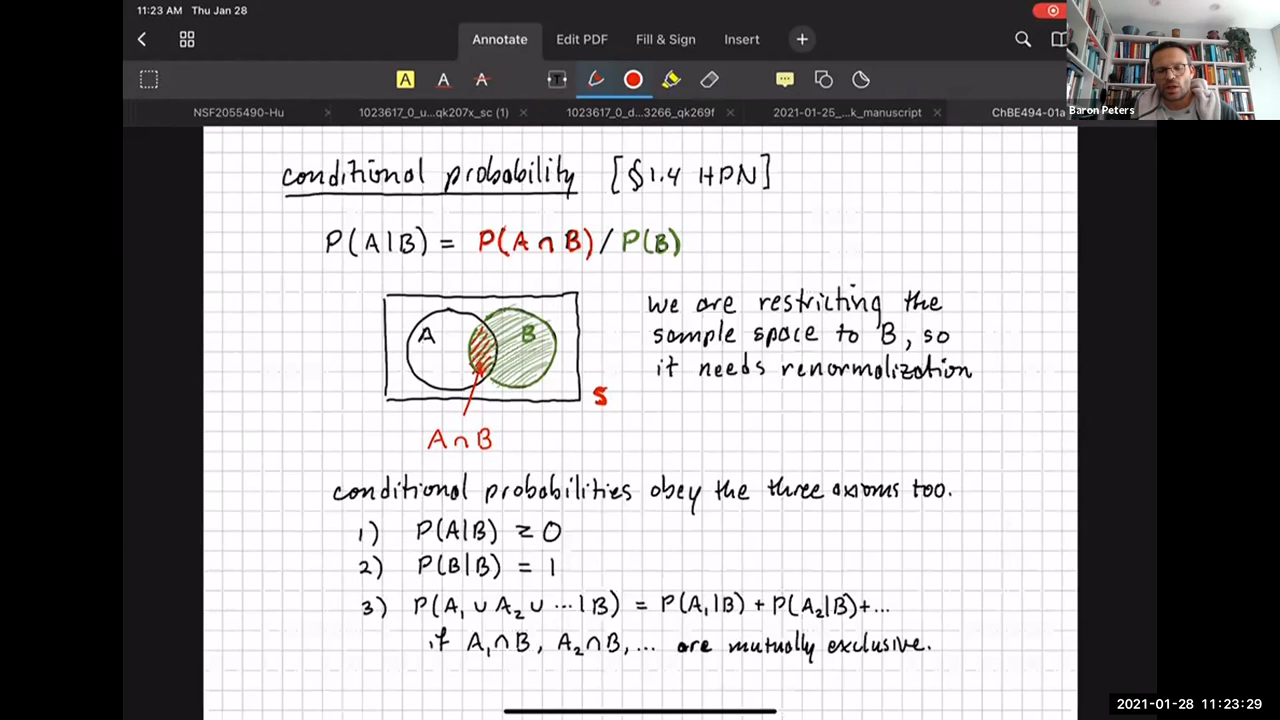 11:23 AM Thu Jan 28
Annotate Edit PDF Fill & Sign Insert
A A A T
NSF2055490-Hu 1023617_0_u...qk207x_sc (1) 1023617_0_d...3266_qk269f 2021-01-25_...k_manuscript ChBE494-01a
Baron Peters
conditional probability [§1.4 HPN]
P(A|B) = P(A∩B)/P(B)
A B
S
A∩B
we are restricting the
sample space to B, so
it needs renormalization
conditional probabilities obey the three axioms too.
1) P(A|B) ≥ 0
2) P(B|B) = 1
3) P(A₁ ∪ A₂ ∪ ···|B) = P(A₁|B) + P(A₂|B)+...
if A₁∩B, A₂∩B, ... are mutually exclusive.
2021-01-28 11:23:29